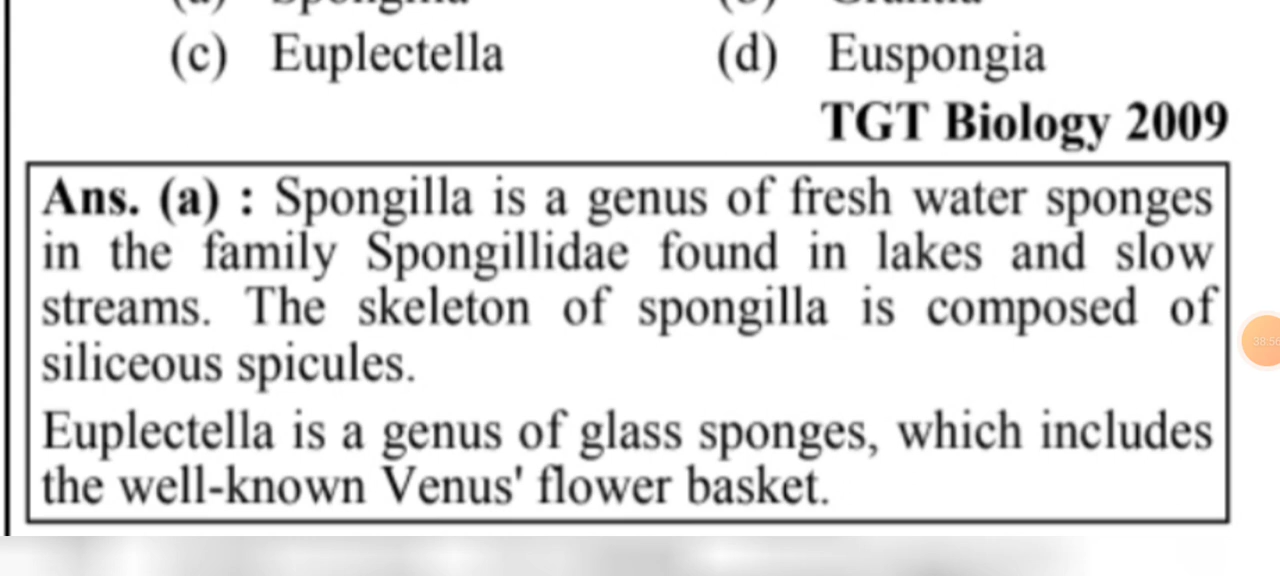 (c) Euplectella (d) Euspongia
TGT Biology 2009
Ans. (a) : Spongilla is a genus of fresh water sponges
in the family Spongillidae found in lakes and slow
streams. The skeleton of spongilla is composed of
siliceous spicules.
Euplectella is a genus of glass sponges, which includes
the well-known Venus' flower basket.